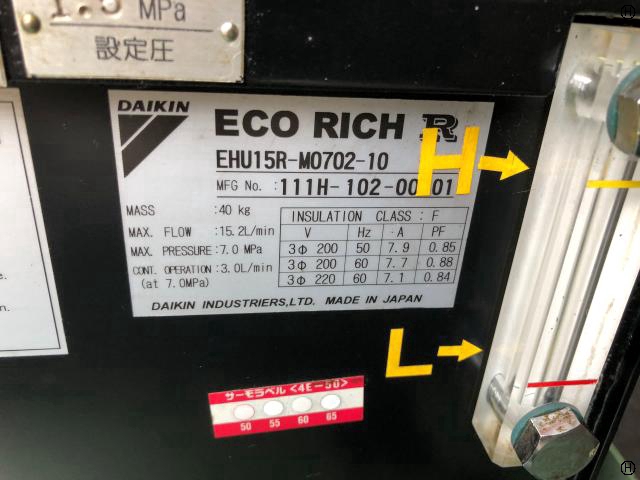 MPa
設定圧
DAIKIN
ECO RICH R
EHU15R-M0702-10
MFG No. : 111H-102-00 01
MASS :40 kg
MAX. FLOW :15.2L/min
MAX. PRESSURE :7.0 MPa
CONT. OPERATION :3.0L/min
(at 7.0MPa)
INSULATION CLASS : F
V Hz A PF
3Φ 200 50 7.9 0.85
3Φ 200 60 7.7 0.88
3Φ 220 60 7.1 0.84
DAIKIN INDUSTRIERS,LTD. MADE IN JAPAN
H
L
サーモラベル <4E-50>
50 55 60 65
H
H